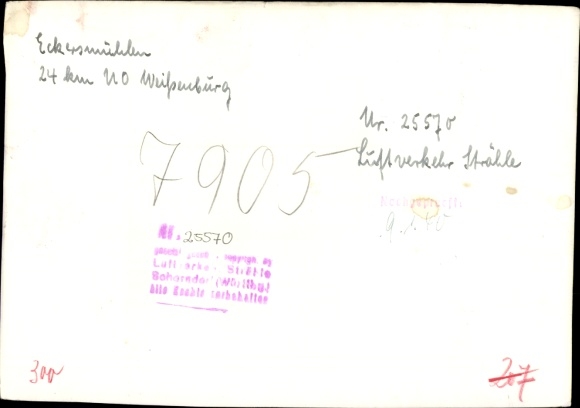 Eckersmühlen
24 km NO Weißenburg
Nr. 25570
Luftverkehr Strähle
7905
Nr. 25570
Luftverkehr Strähle
Schorndorf (Württbg)
Alle Rechte vorbehalten
300
207